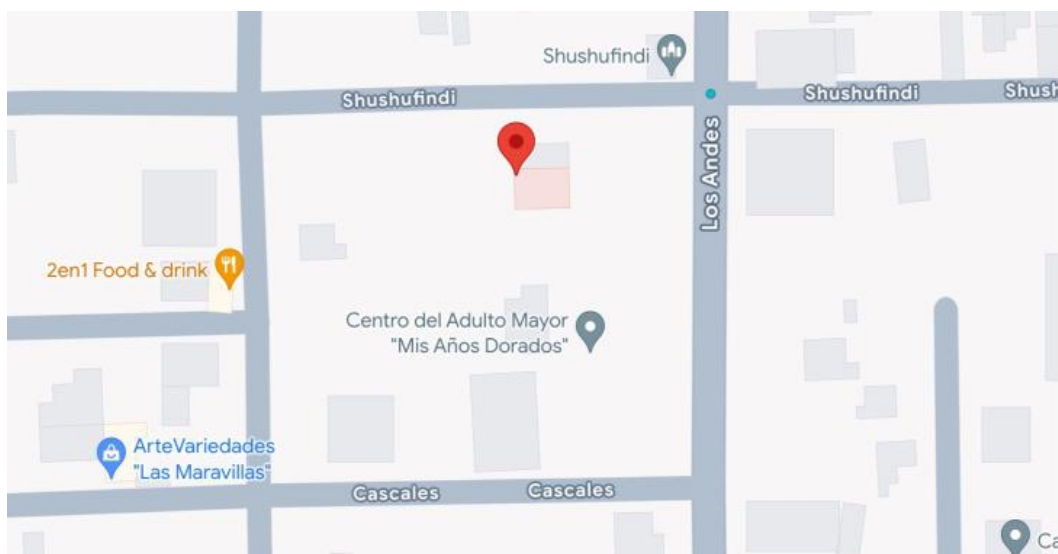 Shushufindi
Shushufindi
Shushufindi
Shush
Los Andes
2en1 Food & drink
Centro del Adulto Mayor
"Mis Años Dorados"
ArteVariedades
"Las Maravillas"
Cascales
Cascales
Ca